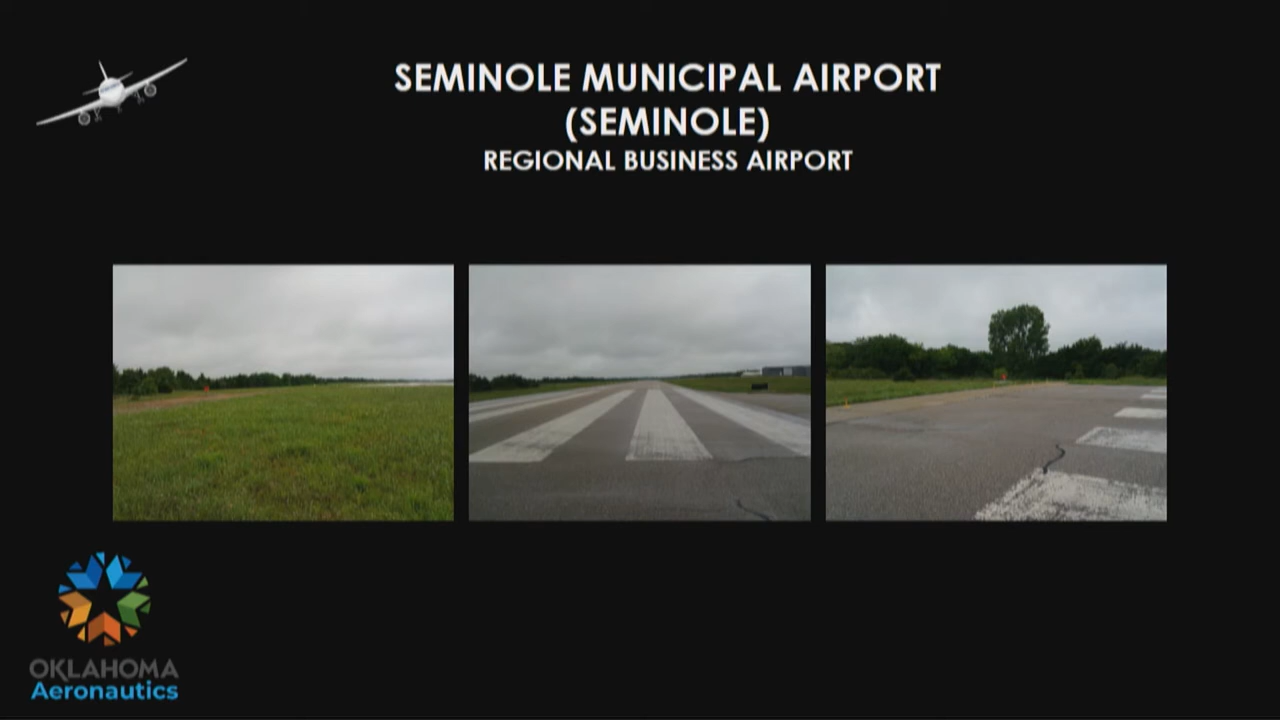 SEMINOLE MUNICIPAL AIRPORT
(SEMINOLE)
REGIONAL BUSINESS AIRPORT
OKLAHOMA
Aeronautics